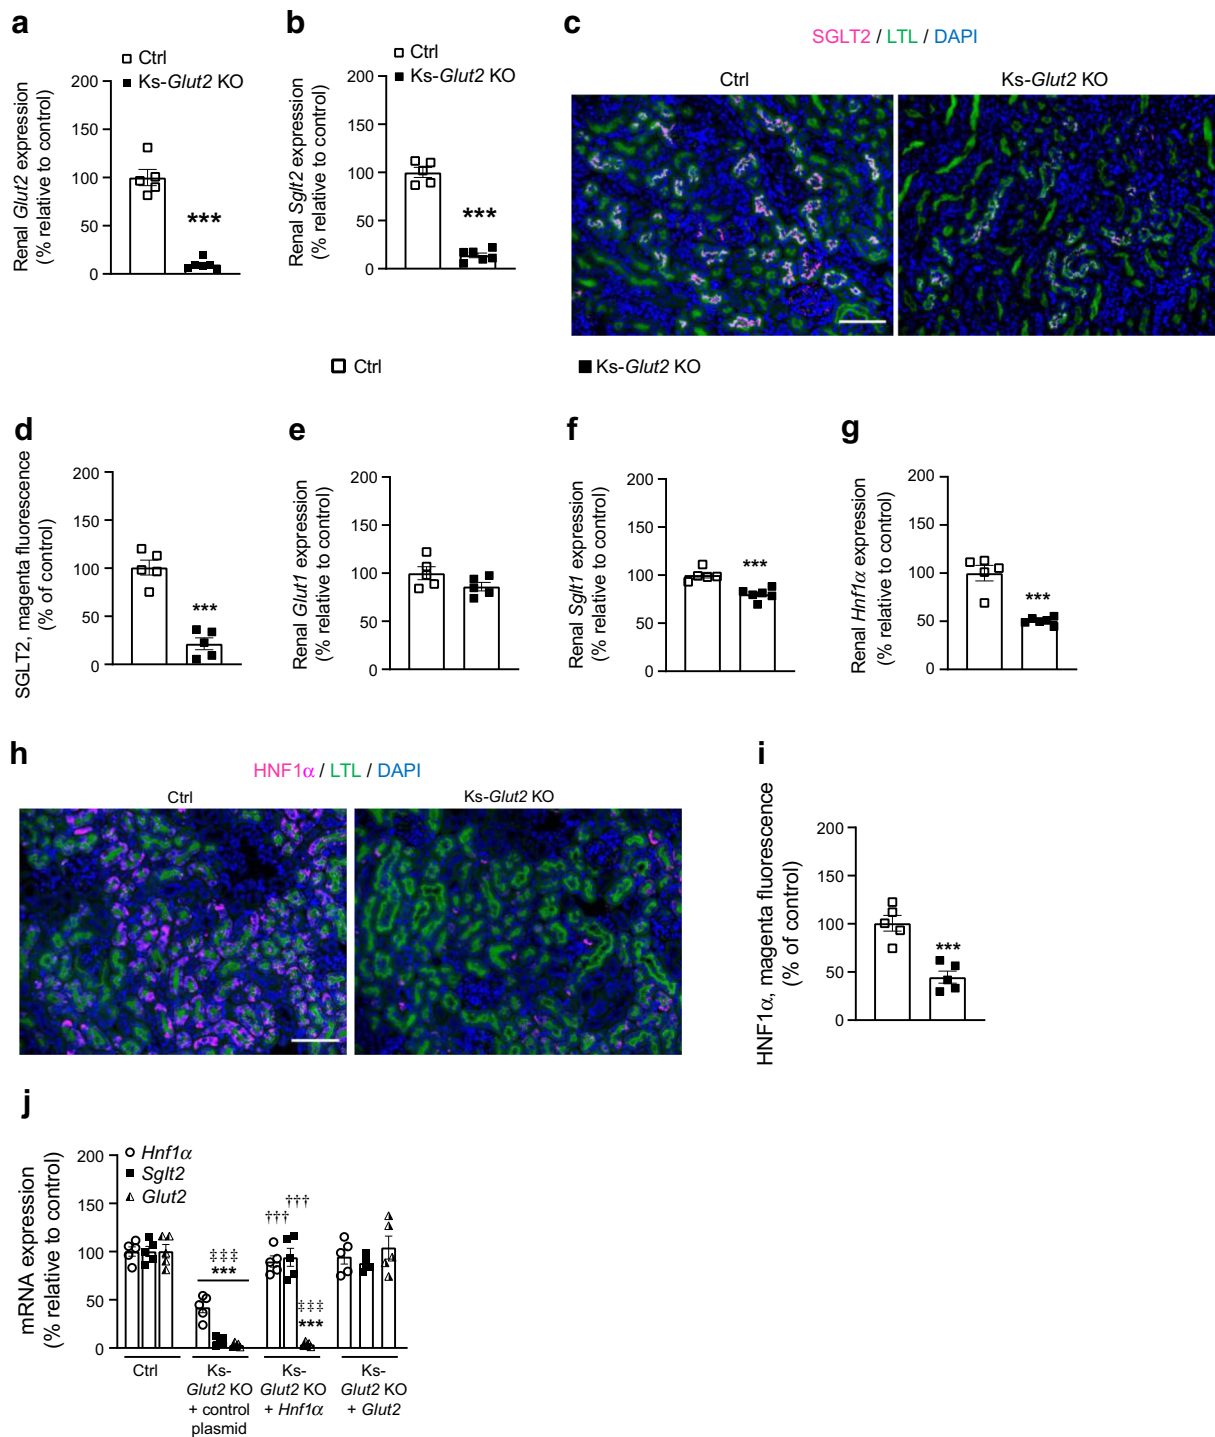 a
Ctrl
Ks-Glut2 KO
Renal Glut2 expression
(% relative to control)
200
150
100
50
0
***
b
Ctrl
Ks-Glut2 KO
Renal Sglt2 expression
(% relative to control)
200
150
100
50
0
***
c
SGLT2 / LTL / DAPI
Ctrl
Ks-Glut2 KO
Ctrl
Ks-Glut2 KO
d
SGLT2, magenta fluorescence
(% of control)
200
150
100
50
0
***
e
Renal Glut1 expression
(% relative to control)
200
150
100
50
0
f
Renal Sglt1 expression
(% relative to control)
200
150
100
50
0
***
g
Renal Hnf1α expression
(% relative to control)
200
150
100
50
0
***
h
HNF1α / LTL / DAPI
Ctrl
Ks-Glut2 KO
i
HNF1α, magenta fluorescence
(% of control)
200
150
100
50
0
***
j
mRNA expression
(% relative to control)
200
150
100
50
0
Hnf1α
Sglt2
Glut2
‡‡‡
***
†††
†††
‡‡‡
***
Ctrl
Ks-
Glut2 KO
+ control
plasmid
Ks-
Glut2 KO
+ Hnf1α
Ks-
Glut2 KO
+ Glut2